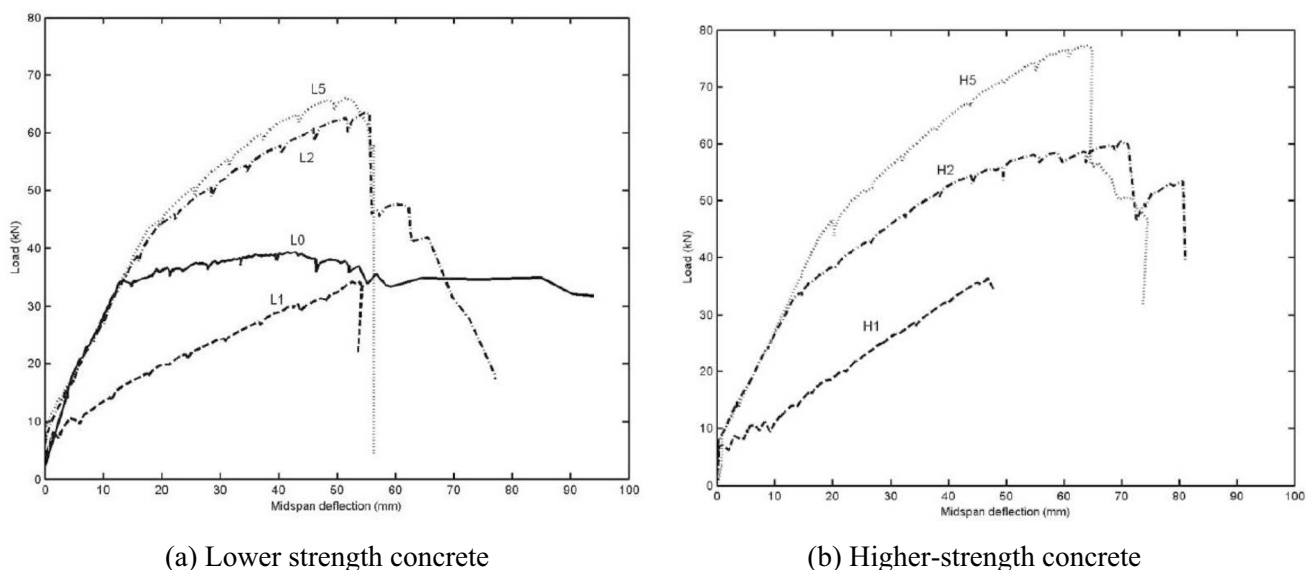 80
70
60
50
40
30
20
10
0
Load (kN)
L5
L2
L0
L1
0 10 20 30 40 50 60 70 80 90 100
Midspan deflection (mm)
(a) Lower strength concrete
80
70
60
50
40
30
20
10
0
Load (kN)
H5
H2
H1
0 10 20 30 40 50 60 70 80 90 100
Midspan deflection (mm)
(b) Higher-strength concrete